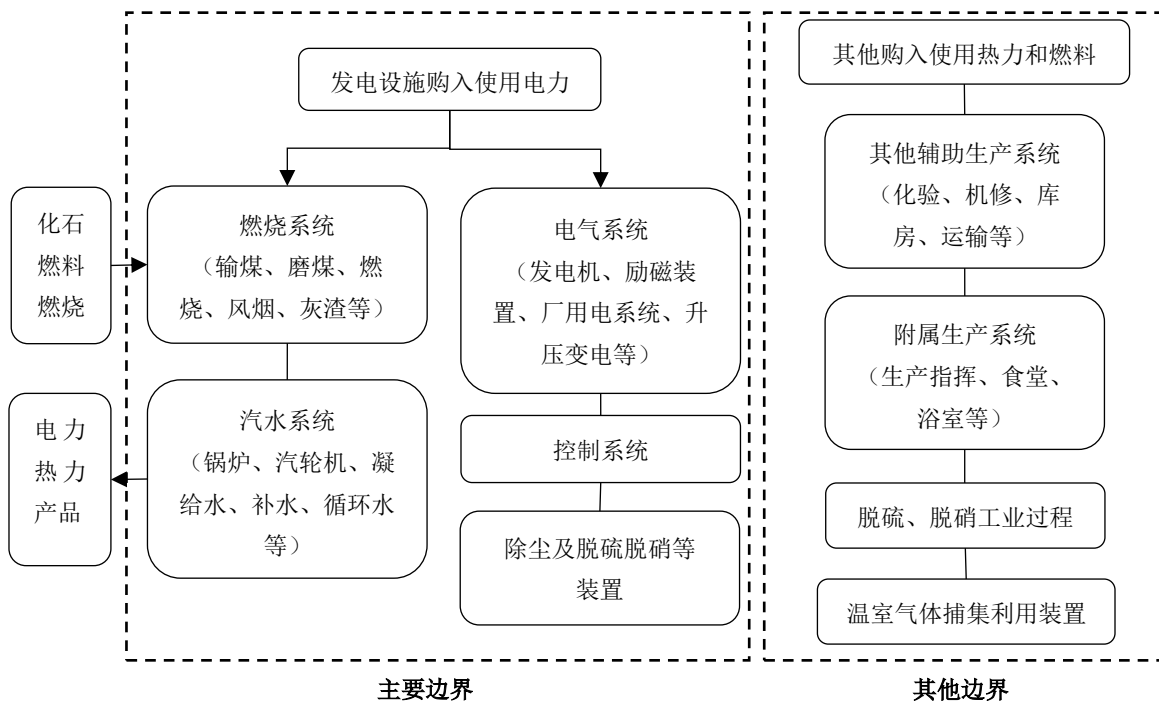 发电设施购入使用电力
化石
燃料
燃烧
燃烧系统
（输煤、磨煤、燃
烧、风烟、灰渣等）
电气系统
（发电机、励磁装
置、厂用电系统、升
压变电等）
电 力
热 力
产品
汽水系统
（锅炉、汽轮机、凝
给水、补水、循环水
等）
控制系统
除尘及脱硫脱硝等
装置
主要边界
其他购入使用热力和燃料
其他辅助生产系统
（化验、机修、库
房、运输等）
附属生产系统
（生产指挥、食堂、
浴室等）
脱硫、脱硝工业过程
温室气体捕集利用装置
其他边界